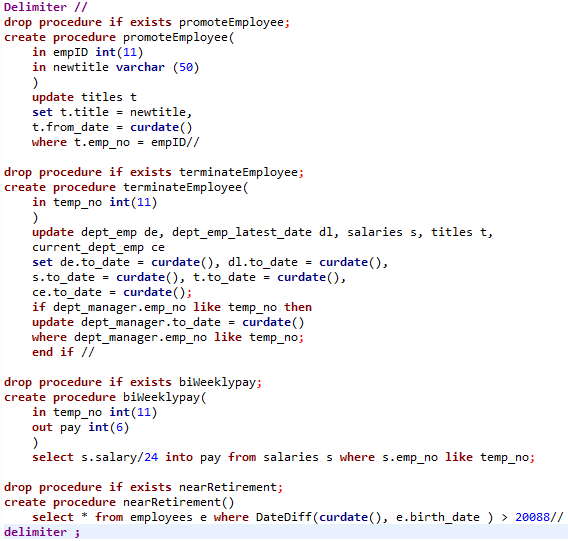 Delimiter //
drop procedure if exists promoteEmployee;
create procedure promoteEmployee(
in empID int(11)
in newtitle varchar (50)
)
update titles t
set t.title = newtitle,
t.from_date = curdate()
where t.emp_no = empID//
drop procedure if exists terminateEmployee;
create procedure terminateEmployee(
in temp_no int(11)
)
update dept_emp de, dept_emp_latest_date dl, salaries s, titles t,
current_dept_emp ce
set de.to_date = curdate(), dl.to_date = curdate(),
s.to_date = curdate(), t.to_date = curdate(),
ce.to_date = curdate();
if dept_manager.emp_no like temp_no then
update dept_manager.to_date = curdate()
where dept_manager.emp_no like temp_no;
end if //
drop procedure if exists biWeeklypay;
create procedure biWeeklypay(
in temp_no int(11)
out pay int(6)
)
select s.salary/24 into pay from salaries s where s.emp_no like temp_no;
drop procedure if exists nearRetirement;
create procedure nearRetirement()
select * from employees e where DateDiff(curdate(), e.birth_date ) > 20088//
delimiter ;